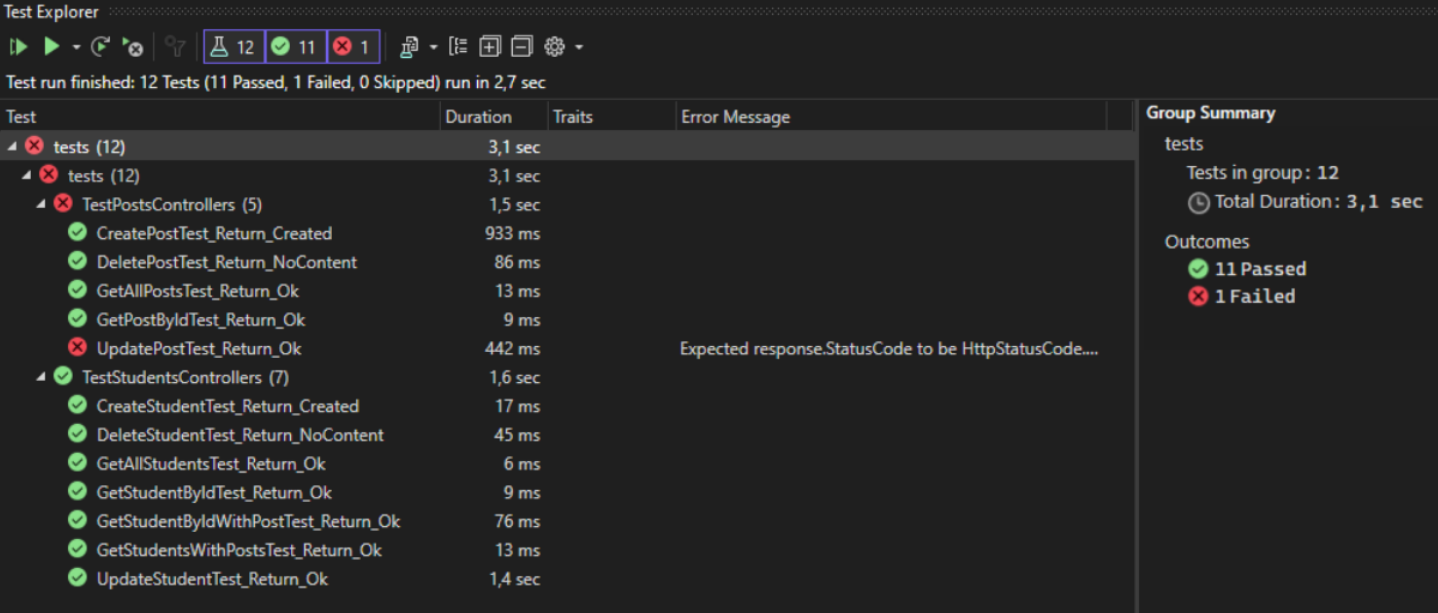 Test Explorer
12 11 1
Test run finished: 12 Tests (11 Passed, 1 Failed, 0 Skipped) run in 2,7 sec
Test Duration Traits Error Message
tests (12) 3,1 sec
tests (12) 3,1 sec
TestPostsControllers (5) 1,5 sec
CreatePostTest_Return_Created 933 ms
DeletePostTest_Return_NoContent 86 ms
GetAllPostsTest_Return_Ok 13 ms
GetPostByIdTest_Return_Ok 9 ms
UpdatePostTest_Return_Ok 442 ms Expected response.StatusCode to be HttpStatusCode....
TestStudentsControllers (7) 1,6 sec
CreateStudentTest_Return_Created 17 ms
DeleteStudentTest_Return_NoContent 45 ms
GetAllStudentsTest_Return_Ok 6 ms
GetStudentByIdTest_Return_Ok 9 ms
GetStudentByIdWithPostTest_Return_Ok 76 ms
GetStudentsWithPostsTest_Return_Ok 13 ms
UpdateStudentTest_Return_Ok 1,4 sec
Group Summary
tests
Tests in group: 12
Total Duration: 3,1 sec
Outcomes
11 Passed
1 Failed